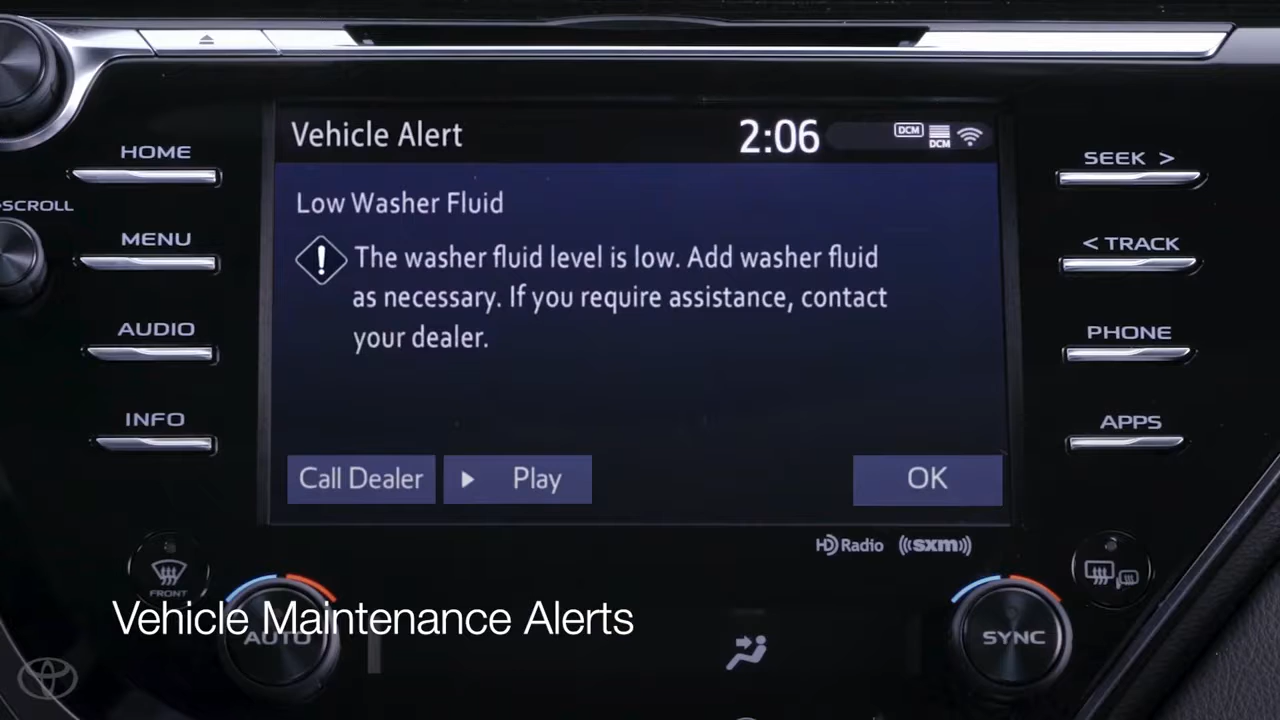 HOME
SCROLL
MENU
AUDIO
INFO
Vehicle Alert
2:06
DCM
DCM
Low Washer Fluid
! The washer fluid level is low. Add washer fluid
as necessary. If you require assistance, contact
your dealer.
Call Dealer
Play
OK
SEEK >
< TRACK
PHONE
APPS
HD Radio
((sxm))
FRONT
AUTO
SYNC
Vehicle Maintenance Alerts